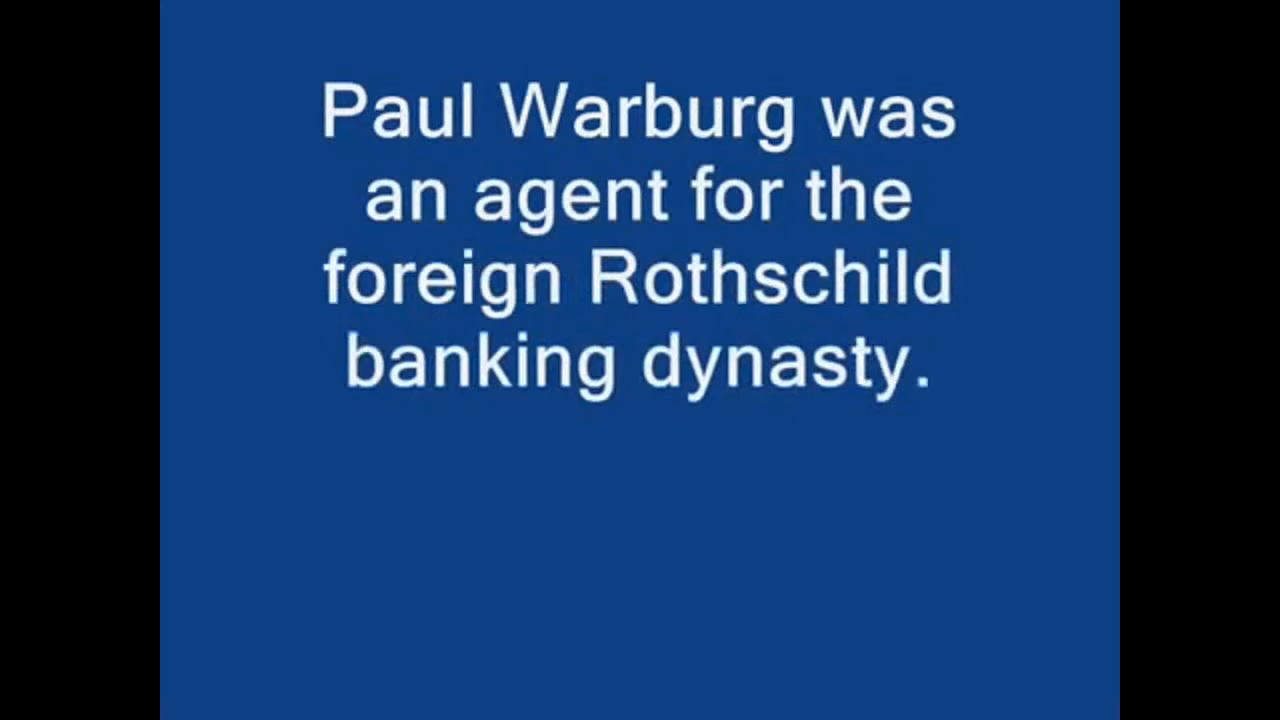 Paul Warburg was
an agent for the
foreign Rothschild
banking dynasty.